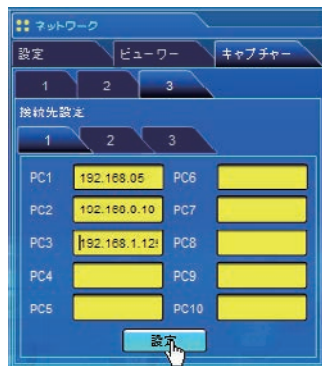 ネットワーク
設定 ビューワー キャプチャー
1 2 3
接続先設定
1 2 3
PC1 192.168.05 PC6
PC2 192.168.0.10 PC7
PC3 192.168.1.12 PC8
PC4 PC9
PC5 PC10
設定